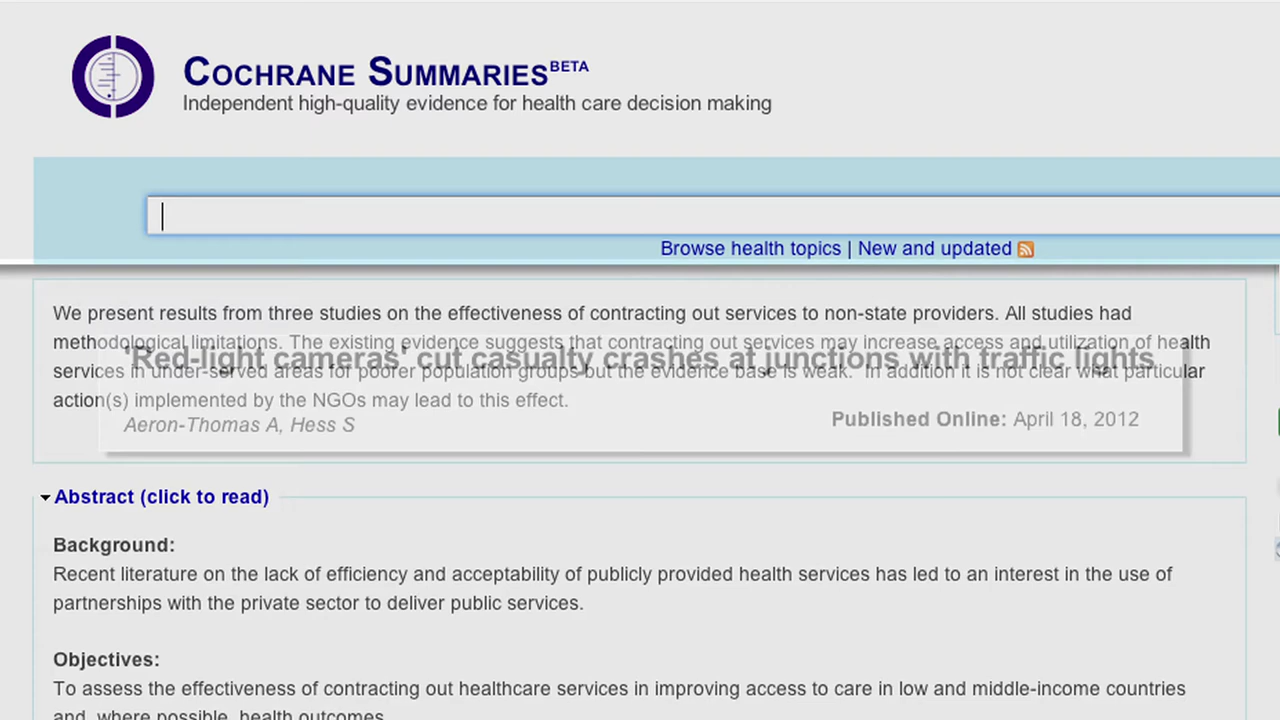 COCHRANE SUMMARIES BETA
Independent high-quality evidence for health care decision making
Browse health topics | New and updated
We present results from three studies on the effectiveness of contracting out services to non-state providers. All studies had
methodological limitations. The existing evidence suggests that contracting out services may increase access and utilization of health
'Red-light cameras' cut casualty crashes at junctions with traffic lights
services in under-served areas for poorer population groups but the evidence base is weak. In addition it is not clear what particular
action(s) implemented by the NGOs may lead to this effect.
Aeron-Thomas A, Hess S
Published Online: April 18, 2012
Abstract (click to read)
Background:
Recent literature on the lack of efficiency and acceptability of publicly provided health services has led to an interest in the use of
partnerships with the private sector to deliver public services.
Objectives:
To assess the effectiveness of contracting out healthcare services in improving access to care in low and middle-income countries
and, where possible, health outcomes.